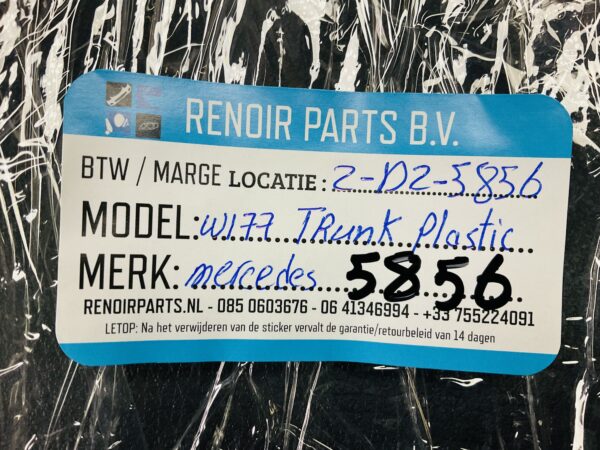 RENOIR PARTS B.V.
BTW / MARGE LOCATIE: 2-D2-5856
MODEL: W177 TRunk Plastic
MERK: mercedes 5856
RENOIRPARTS.NL - 085 0603676 - 06 41346994 - +33 755224091
LETOP: Na het verwijderen van de sticker vervalt de garantie/retourbeleid van 14 dagen